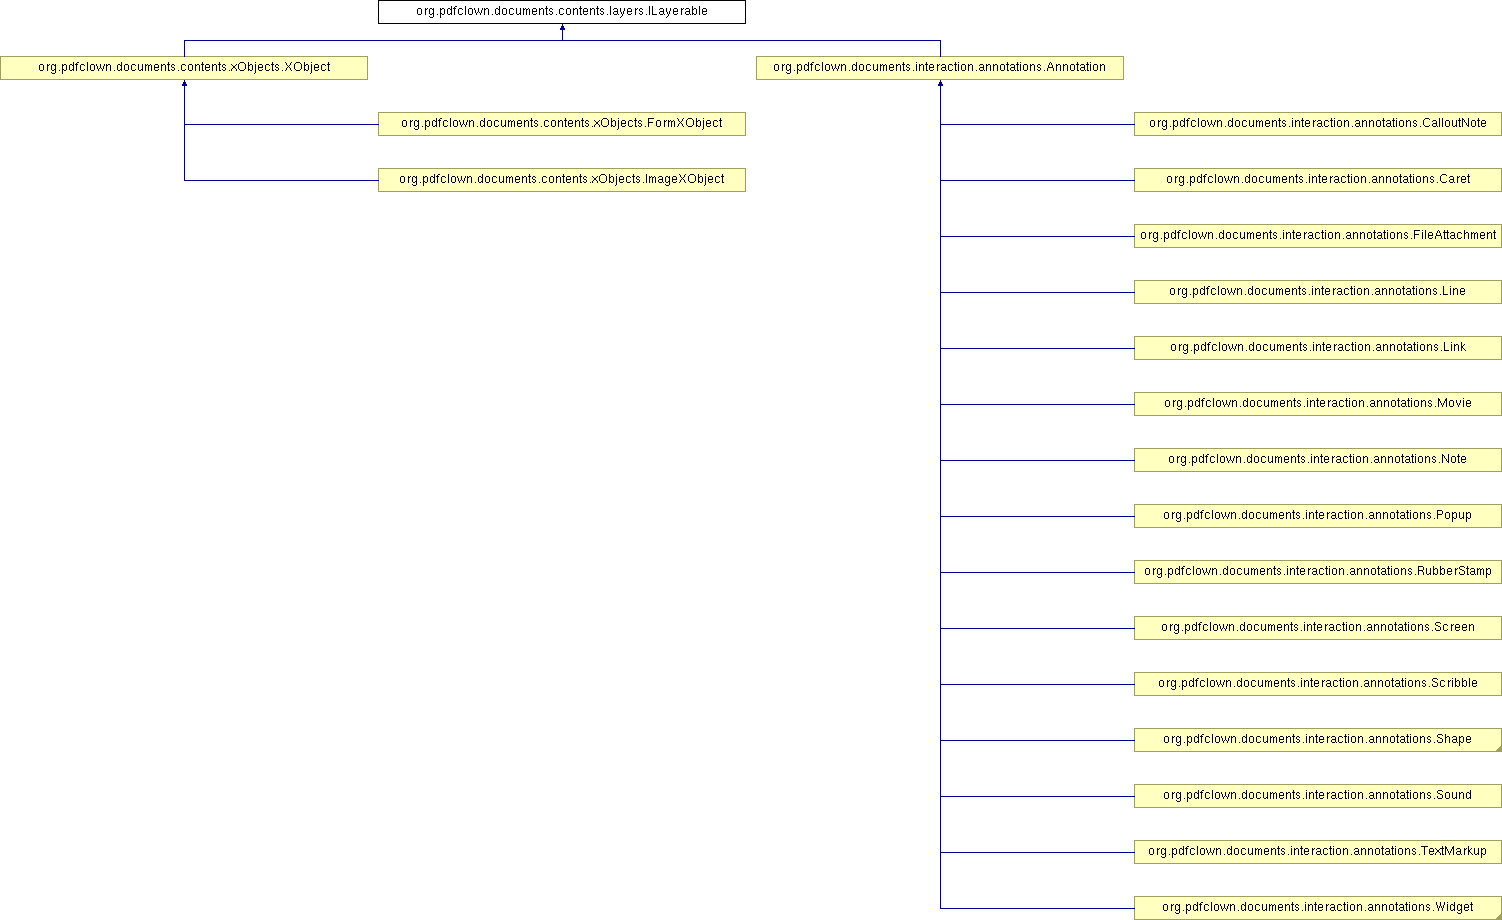 org.pdfclown.documents.contents.layers.ILayerable
org.pdfclown.documents.contents.xObjects.XObject
org.pdfclown.documents.interaction.annotations.Annotation
org.pdfclown.documents.contents.xObjects.FormXObject
org.pdfclown.documents.interaction.annotations.CalloutNote
org.pdfclown.documents.contents.xObjects.ImageXObject
org.pdfclown.documents.interaction.annotations.Caret
org.pdfclown.documents.interaction.annotations.FileAttachment
org.pdfclown.documents.interaction.annotations.Line
org.pdfclown.documents.interaction.annotations.Link
org.pdfclown.documents.interaction.annotations.Movie
org.pdfclown.documents.interaction.annotations.Note
org.pdfclown.documents.interaction.annotations.Popup
org.pdfclown.documents.interaction.annotations.RubberStamp
org.pdfclown.documents.interaction.annotations.Screen
org.pdfclown.documents.interaction.annotations.Scribble
org.pdfclown.documents.interaction.annotations.Shape
org.pdfclown.documents.interaction.annotations.Sound
org.pdfclown.documents.interaction.annotations.TextMarkup
org.pdfclown.documents.interaction.annotations.Widget